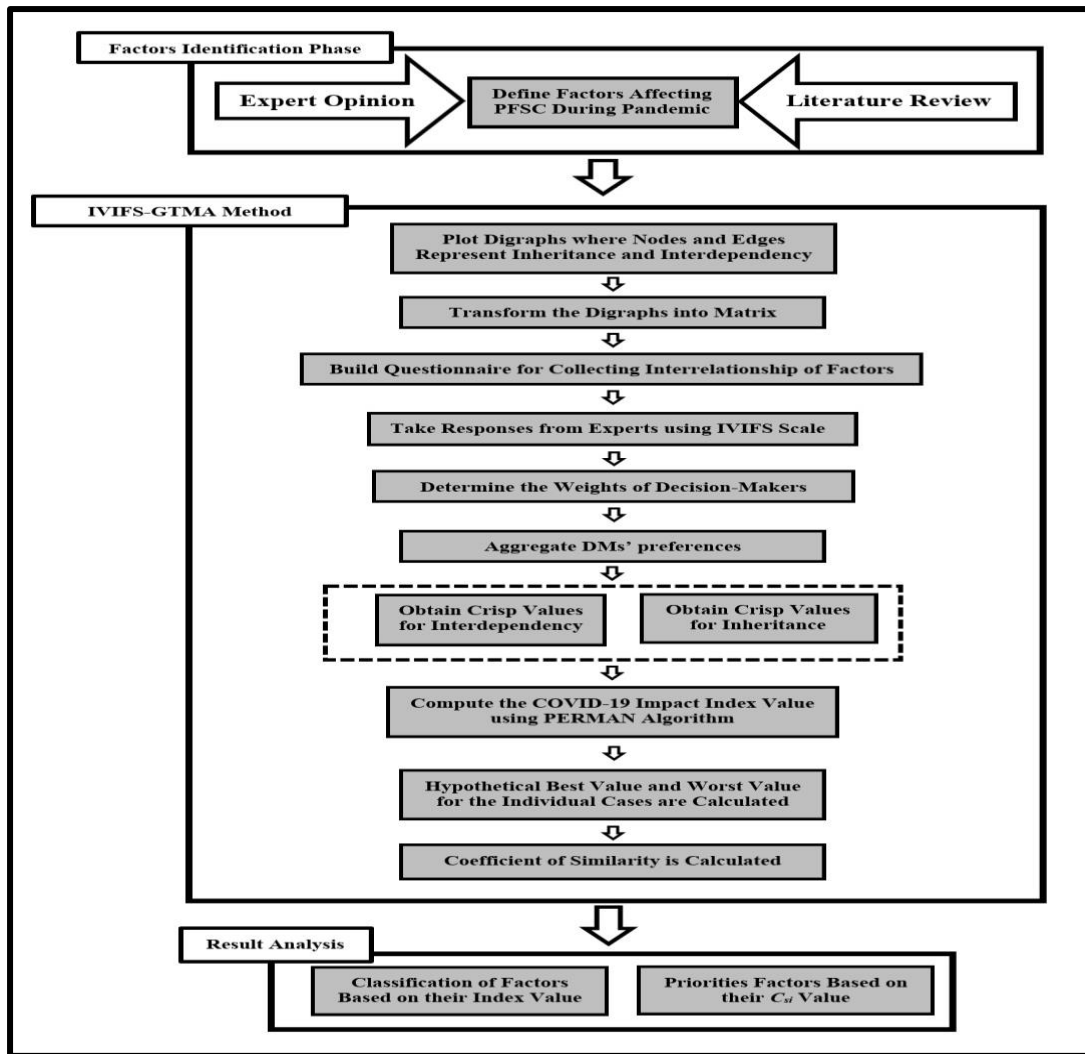 Factors Identification Phase
Expert Opinion
Define Factors Affecting
PFSC During Pandemic
Literature Review
IVIFS-GTMA Method
Plot Digraphs where Nodes and Edges
Represent Inheritance and Interdependency
Transform the Digraphs into Matrix
Build Questionnaire for Collecting Interrelationship of Factors
Take Responses from Experts using IVIFS Scale
Determine the Weights of Decision-Makers
Aggregate DMs’ preferences
Obtain Crisp Values
for Interdependency
Obtain Crisp Values
for Inheritance
Compute the COVID-19 Impact Index Value
using PERMAN Algorithm
Hypothetical Best Value and Worst Value
for the Individual Cases are Calculated
Coefficient of Similarity is Calculated
Result Analysis
Classification of Factors
Based on their Index Value
Priorities Factors Based on
their Csi Value